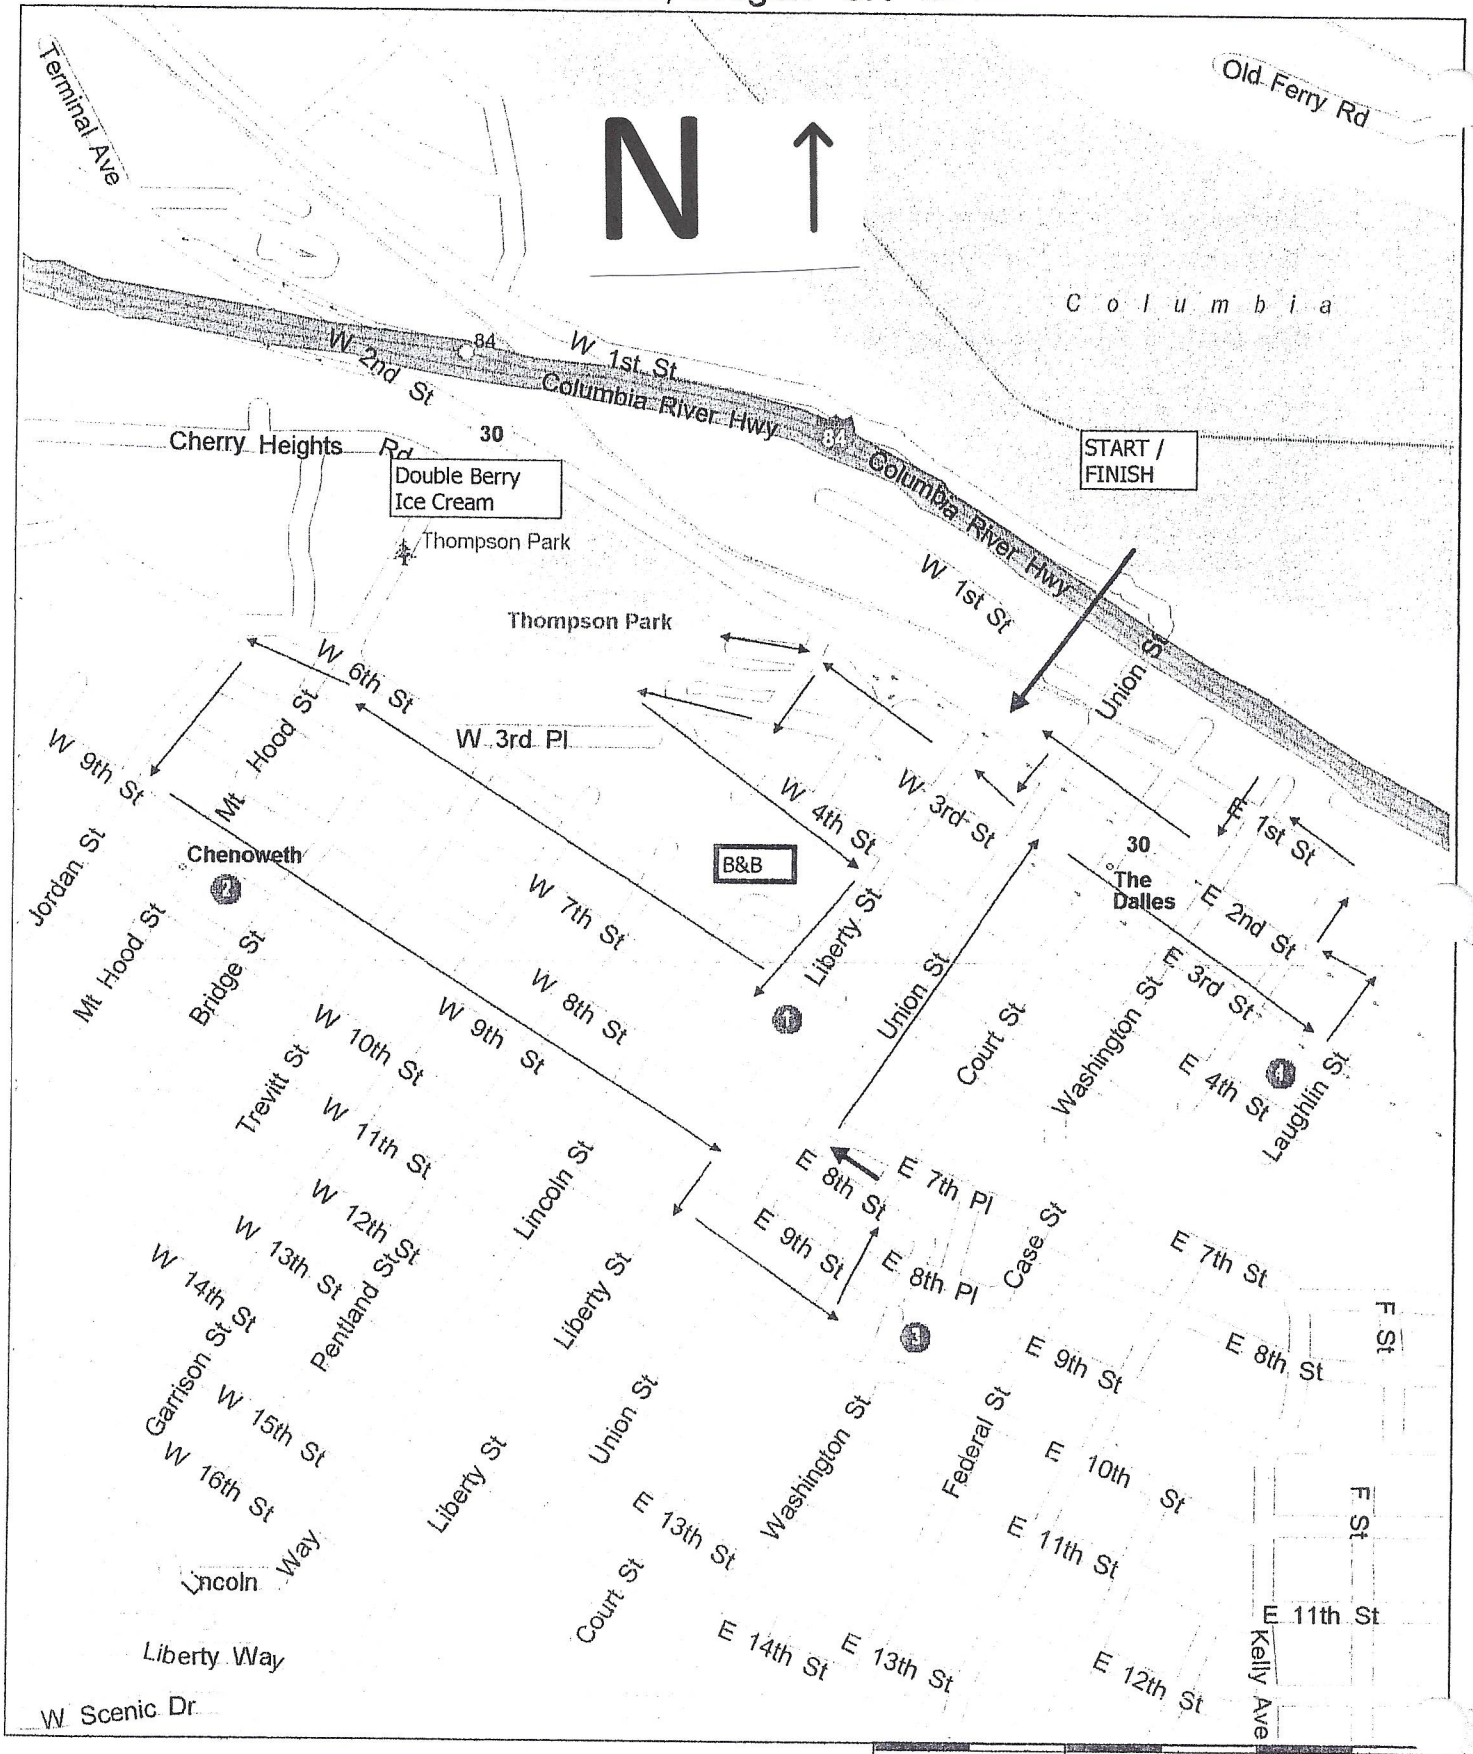 Terminal Ave
Old Ferry Rd
N
Columbia
84
W 1st St
W 2nd St
Columbia River Hwy
84
Columbia River Hwy
Cherry Heights Rd
30
START /
FINISH
Double Berry
Ice Cream
Thompson Park
W 1st St
Thompson Park
Union St
W 6th St
W 3rd Pl
Mt Hood St
W 9th St
W 3rd St
W 4th St
E 1st St
30
The
Dalles
Chenoweth
2
B&B
Jordan St
W 7th St
Liberty St
E 2nd St
Mt Hood St
Bridge St
W 8th St
Union St
E 3rd St
W 10th St
W 9th St
1
Court St
Washington St
E 4th St
4
Laughlin St
Trevitt St
W 11th St
Lincoln St
E 8th St
E 7th Pl
W 12th St
E 9th St
E 8th Pl
Case St
E 7th St
W 13th St
W 14th St
Pentland St
Liberty St
3
E 9th St
E 8th St
F St
Garrison St
W 15th St
Union St
Washington St
Federal St
W 16th St
Liberty St
E 10th St
E 13th St
E 11th St
F St
Lincoln Way
Court St
E 11th St
Liberty Way
E 14th St
E 13th St
E 12th St
Kelly Ave
W Scenic Dr